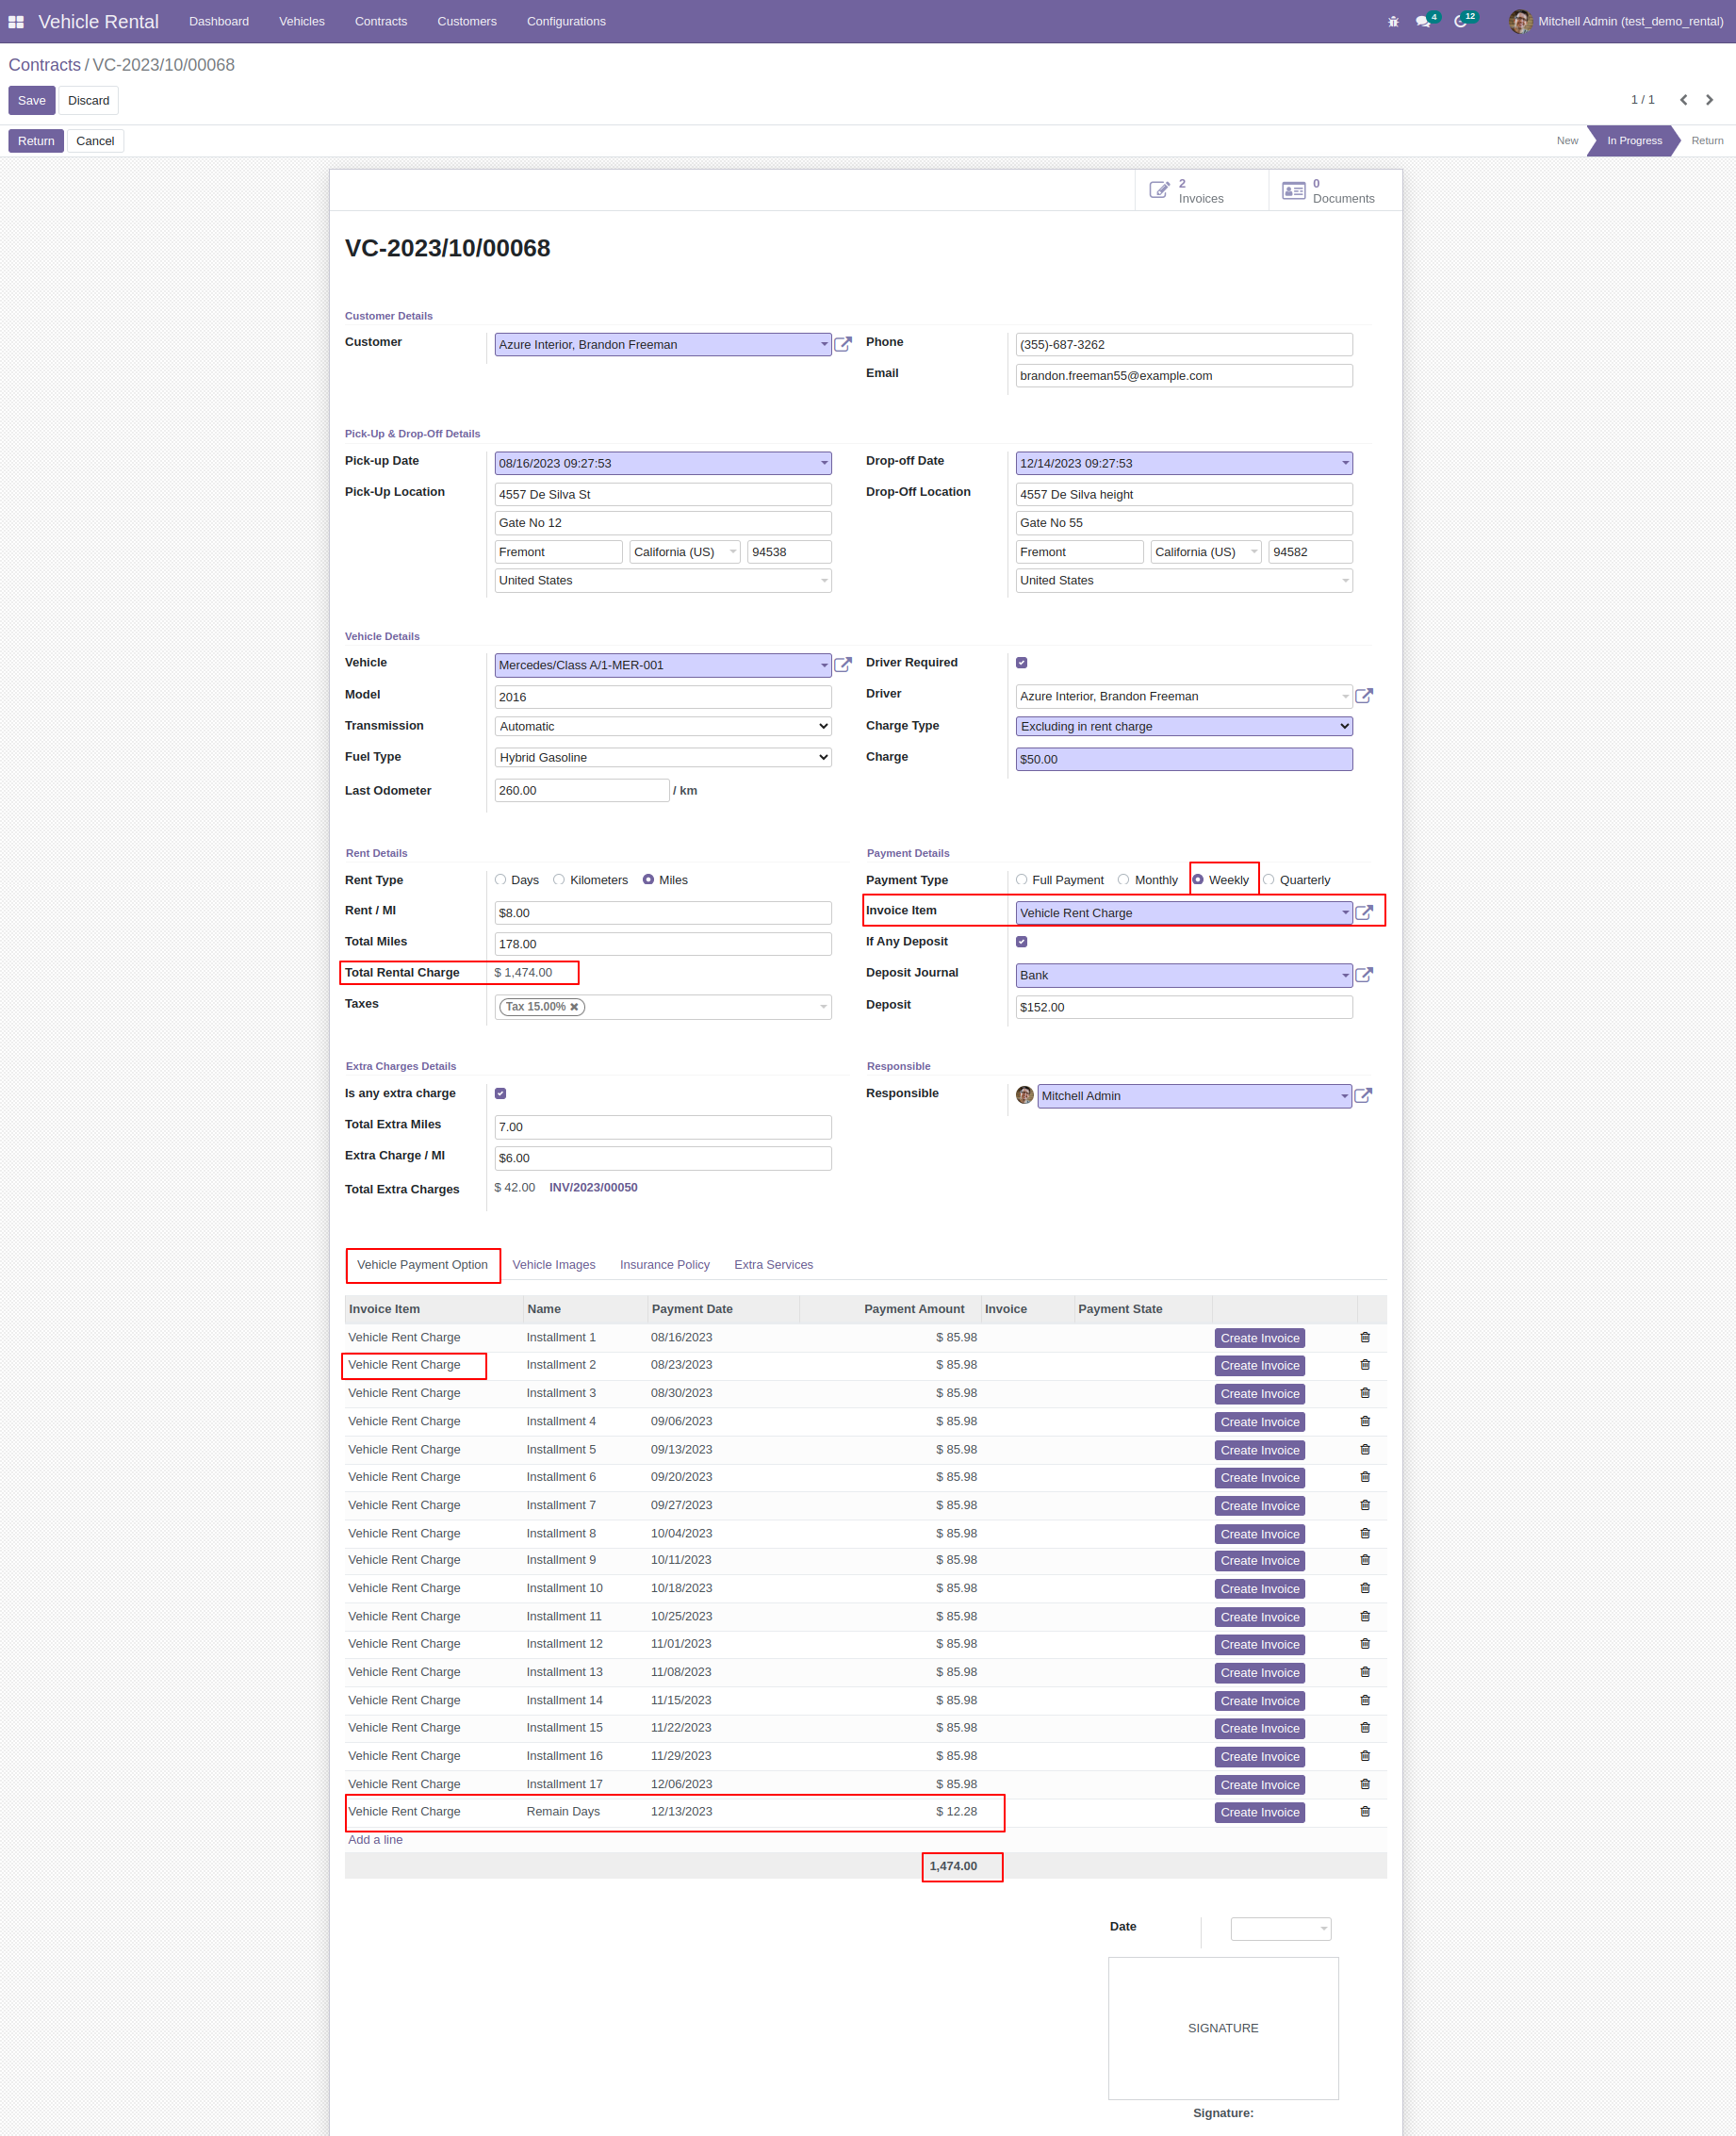 Vehicle Rental Dashboard Vehicles Contracts Customers Configurations 4 12 Mitchell Admin (test_demo_rental)
Contracts / VC-2023/10/00068
Save Discard 1 / 1
Return Cancel New In Progress Return
2 Invoices 0 Documents
VC-2023/10/00068
Customer Details
Customer Azure Interior, Brandon Freeman Phone (355)-687-3262
Email brandon.freeman55@example.com
Pick-Up & Drop-Off Details
Pick-up Date 08/16/2023 09:27:53 Drop-off Date 12/14/2023 09:27:53
Pick-Up Location 4557 De Silva St Drop-Off Location 4557 De Silva height
Gate No 12 Gate No 55
Fremont California (US) 94538 Fremont California (US) 94582
United States United States
Vehicle Details
Vehicle Mercedes/Class A/1-MER-001 Driver Required
Model 2016 Driver Azure Interior, Brandon Freeman
Transmission Automatic Charge Type Excluding in rent charge
Fuel Type Hybrid Gasoline Charge $50.00
Last Odometer 260.00 / km
Rent Details Payment Details
Rent Type Days Kilometers Miles Payment Type Full Payment Monthly Weekly Quarterly
Rent / MI $8.00 Invoice Item Vehicle Rent Charge
Total Miles 178.00 If Any Deposit
Total Rental Charge $ 1,474.00 Deposit Journal Bank
Taxes Tax 15.00% Deposit $152.00
Extra Charges Details Responsible
Is any extra charge Responsible Mitchell Admin
Total Extra Miles 7.00
Extra Charge / MI $6.00
Total Extra Charges $ 42.00 INV/2023/00050
Vehicle Payment Option Vehicle Images Insurance Policy Extra Services
Invoice Item Name Payment Date Payment Amount Invoice Payment State
Vehicle Rent Charge Installment 1 08/16/2023 $ 85.98 Create Invoice
Vehicle Rent Charge Installment 2 08/23/2023 $ 85.98 Create Invoice
Vehicle Rent Charge Installment 3 08/30/2023 $ 85.98 Create Invoice
Vehicle Rent Charge Installment 4 09/06/2023 $ 85.98 Create Invoice
Vehicle Rent Charge Installment 5 09/13/2023 $ 85.98 Create Invoice
Vehicle Rent Charge Installment 6 09/20/2023 $ 85.98 Create Invoice
Vehicle Rent Charge Installment 7 09/27/2023 $ 85.98 Create Invoice
Vehicle Rent Charge Installment 8 10/04/2023 $ 85.98 Create Invoice
Vehicle Rent Charge Installment 9 10/11/2023 $ 85.98 Create Invoice
Vehicle Rent Charge Installment 10 10/18/2023 $ 85.98 Create Invoice
Vehicle Rent Charge Installment 11 10/25/2023 $ 85.98 Create Invoice
Vehicle Rent Charge Installment 12 11/01/2023 $ 85.98 Create Invoice
Vehicle Rent Charge Installment 13 11/08/2023 $ 85.98 Create Invoice
Vehicle Rent Charge Installment 14 11/15/2023 $ 85.98 Create Invoice
Vehicle Rent Charge Installment 15 11/22/2023 $ 85.98 Create Invoice
Vehicle Rent Charge Installment 16 11/29/2023 $ 85.98 Create Invoice
Vehicle Rent Charge Installment 17 12/06/2023 $ 85.98 Create Invoice
Vehicle Rent Charge Remain Days 12/13/2023 $ 12.28 Create Invoice
Add a line
1,474.00
Date
SIGNATURE
Signature: